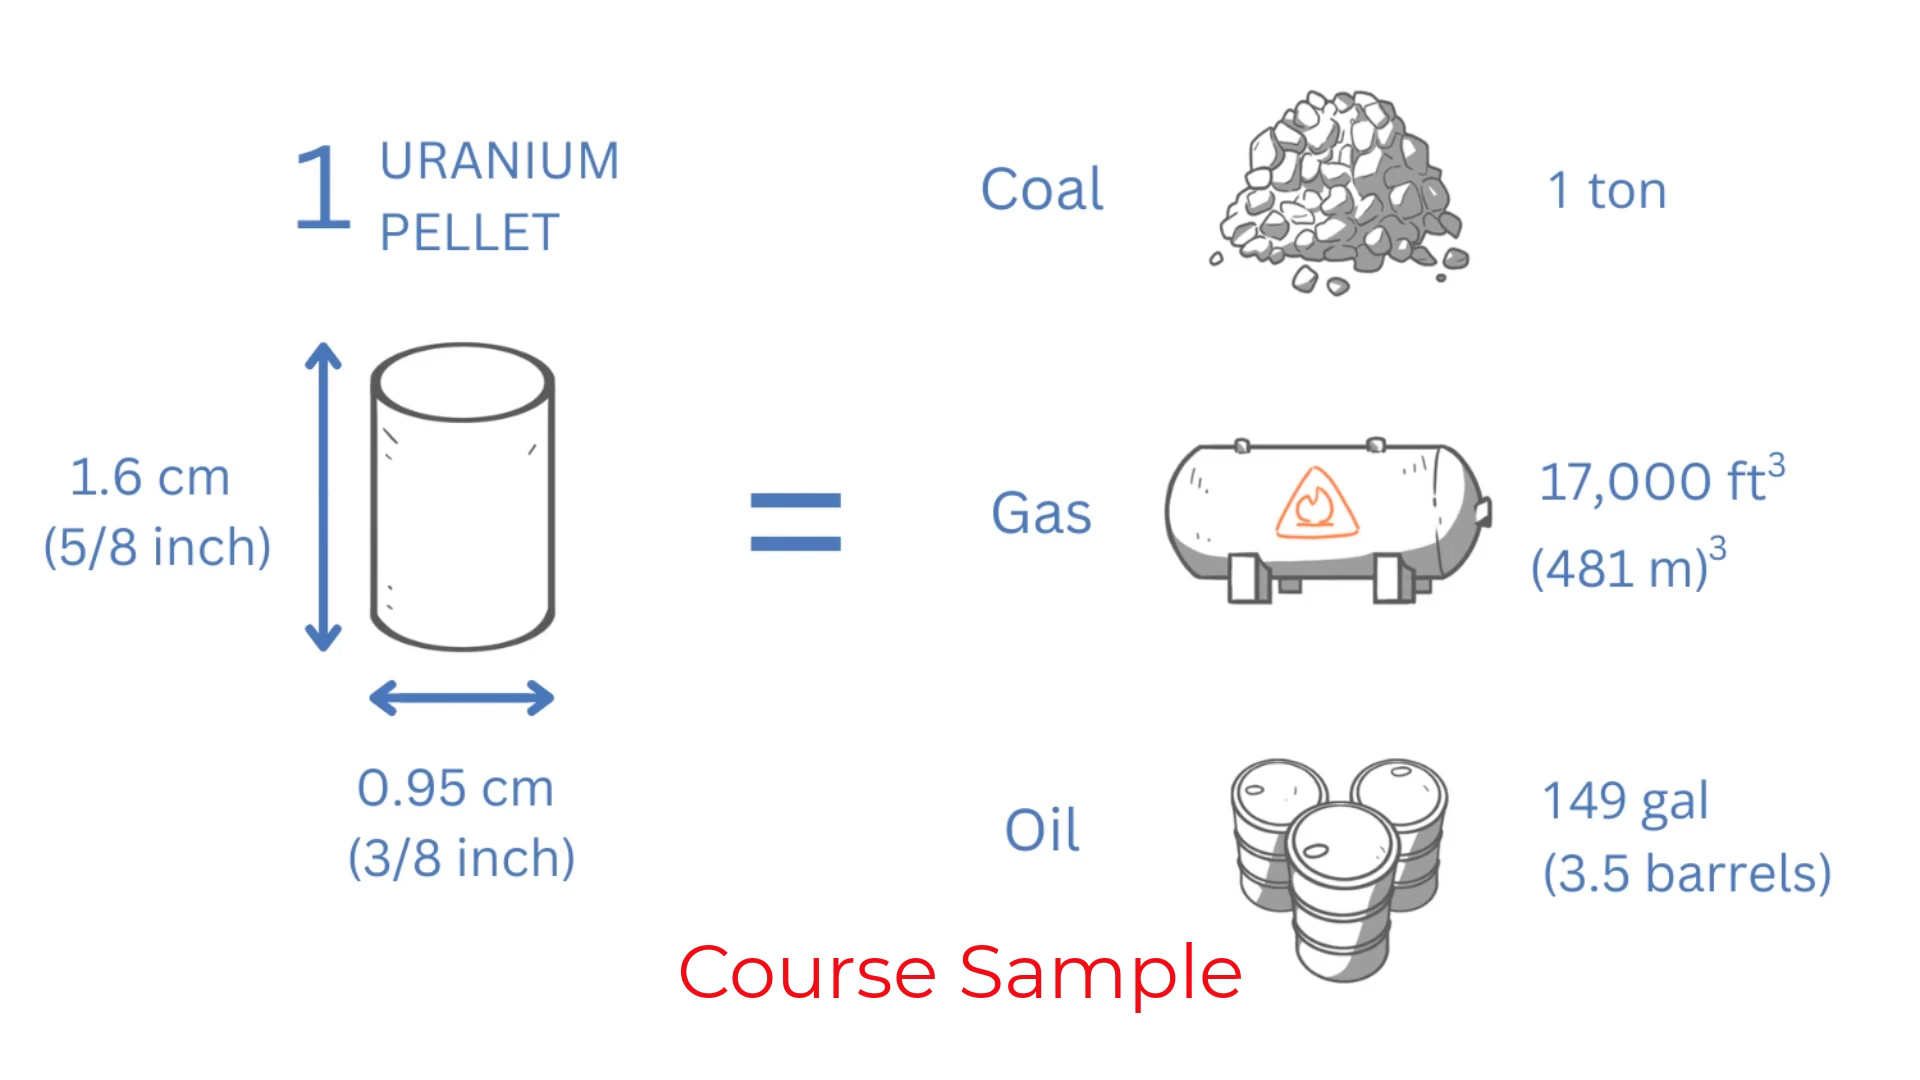 1 URANIUM
PELLET
1.6 cm
(5/8 inch)
0.95 cm
(3/8 inch)
=
Coal
1 ton
Gas
17,000 ft³
(481 m)³
Oil
149 gal
(3.5 barrels)
Course Sample